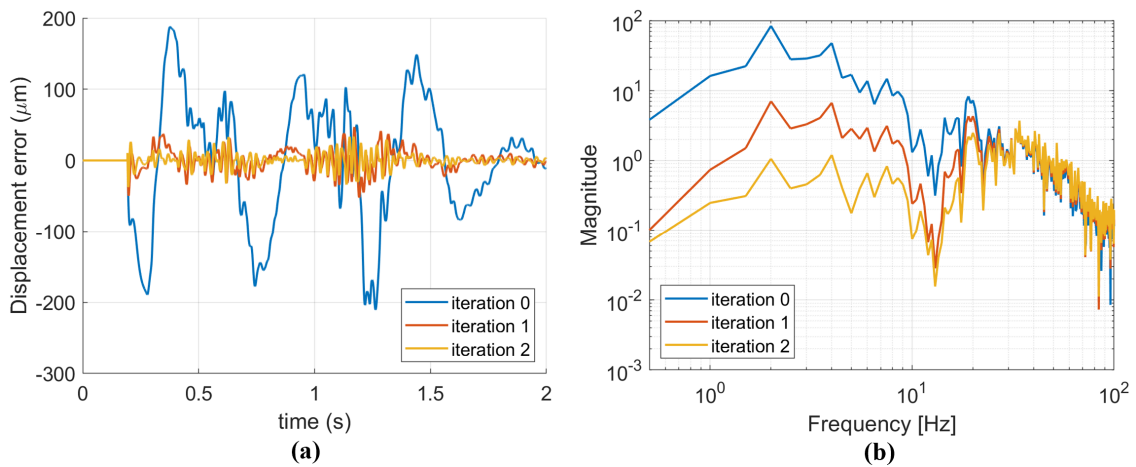 300
200
100
0
-100
-200
-300
0
0.5
1
1.5
2
Displacement error (μm)
time (s)
iteration 0
iteration 1
iteration 2
(a)
10^2
10^1
10^0
10^-1
10^-2
10^-3
10^0
10^1
10^2
Magnitude
Frequency [Hz]
iteration 0
iteration 1
iteration 2
(b)